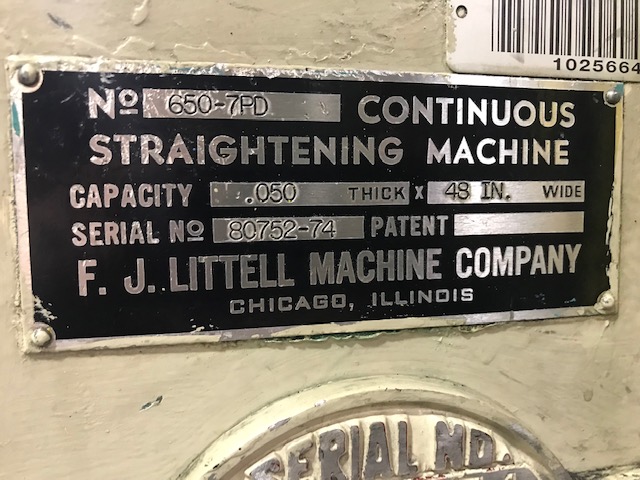 1025664
Nº 650-7PD CONTINUOUS
STRAIGHTENING MACHINE
CAPACITY .050 THICK X 48 IN. WIDE
SERIAL Nº 80752-74 PATENT
F. J. LITTELL MACHINE COMPANY
CHICAGO, ILLINOIS
SERIAL NO.